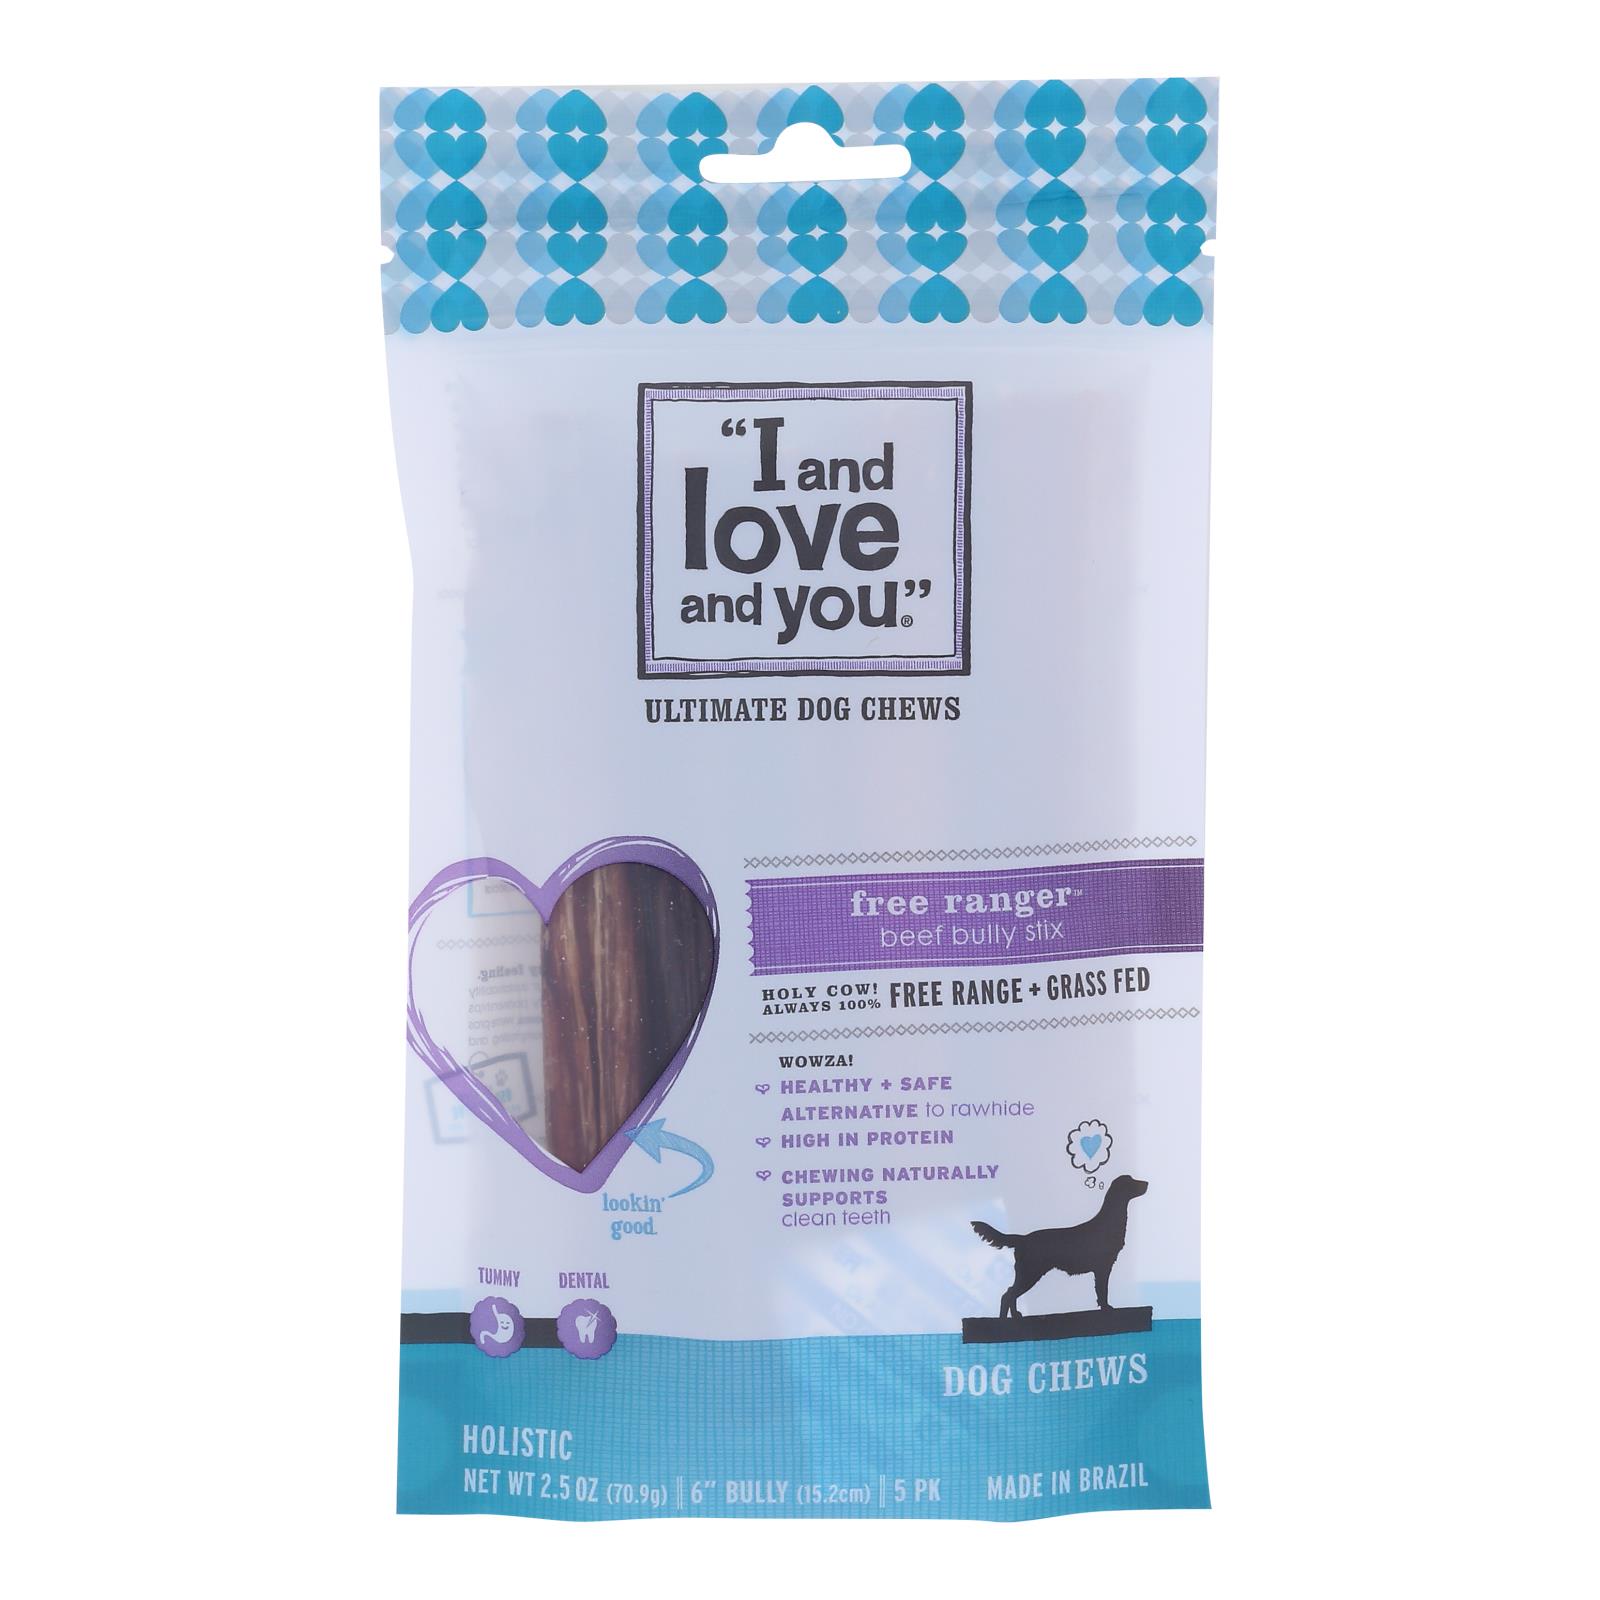 “I and
love
and you”®
ULTIMATE DOG CHEWS
free ranger™
beef bully stix
HOLY COW!
ALWAYS 100% FREE RANGE + GRASS FED
WOWZA!
HEALTHY + SAFE
ALTERNATIVE to rawhide
HIGH IN PROTEIN
CHEWING NATURALLY
SUPPORTS
clean teeth
lookin'
good.
TUMMY DENTAL
DOG CHEWS
HOLISTIC
NET WT 2.5 OZ (70.9g) || 6” BULLY (15.2cm) || 5 PK MADE IN BRAZIL